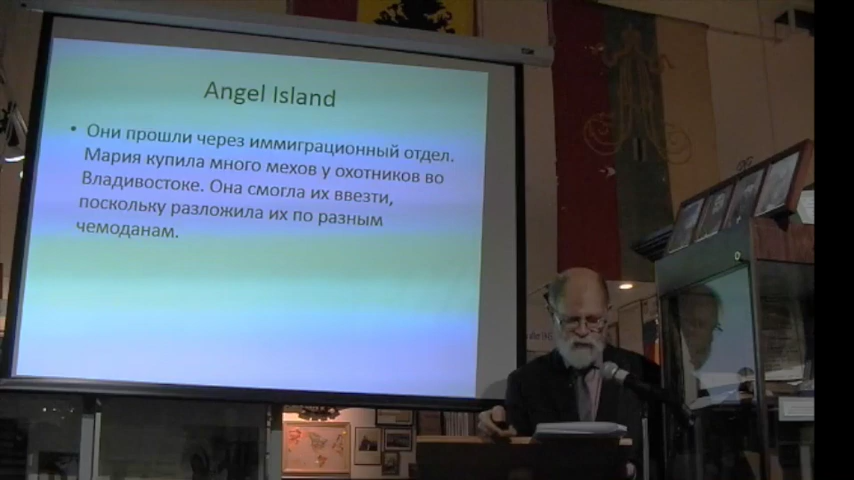 Angel Island
• Они прошли через иммиграционный отдел.
Мария купила много мехов у охотников во
Владивостоке. Она смогла их ввезти,
поскольку разложила их по разным
чемоданам.